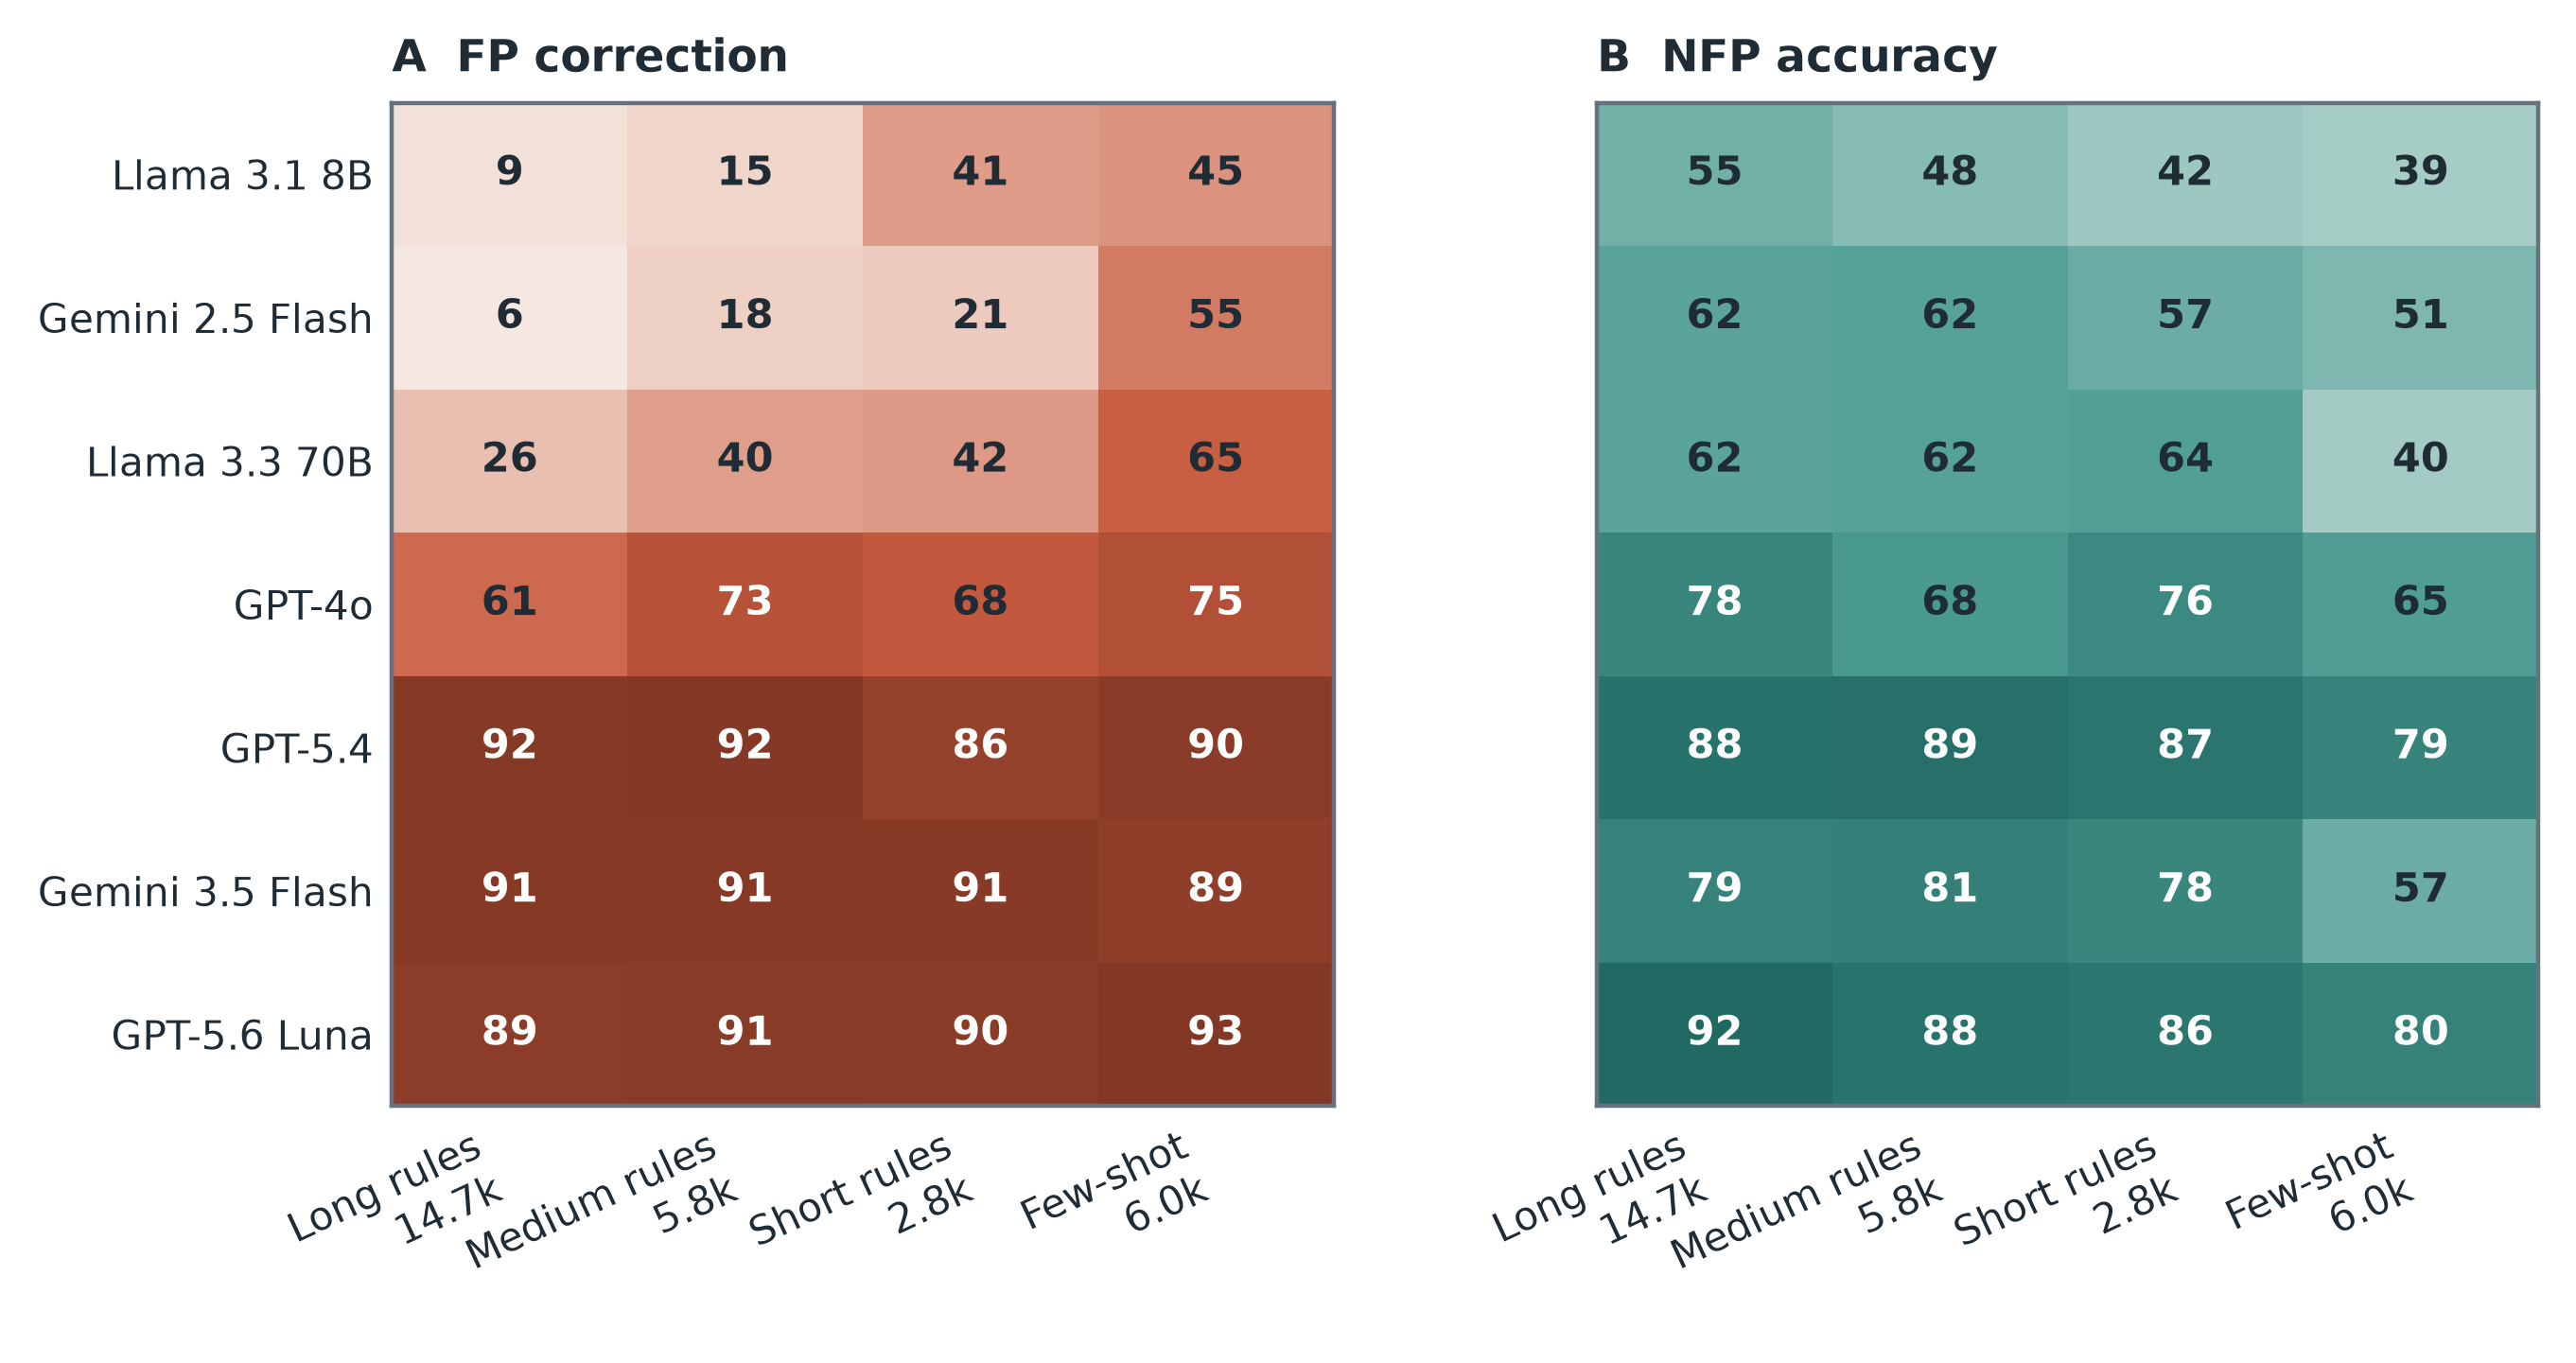 A FP correction
B NFP accuracy
Llama 3.1 8B 9 15 41 45 55 48 42 39
Gemini 2.5 Flash 6 18 21 55 62 62 57 51
Llama 3.3 70B 26 40 42 65 62 62 64 40
GPT-4o 61 73 68 75 78 68 76 65
GPT-5.4 92 92 86 90 88 89 87 79
Gemini 3.5 Flash 91 91 91 89 79 81 78 57
GPT-5.6 Luna 89 91 90 93 92 88 86 80
Long rules
14.7k
Medium rules
5.8k
Short rules
2.8k
Few-shot
6.0k
Long rules
14.7k
Medium rules
5.8k
Short rules
2.8k
Few-shot
6.0k